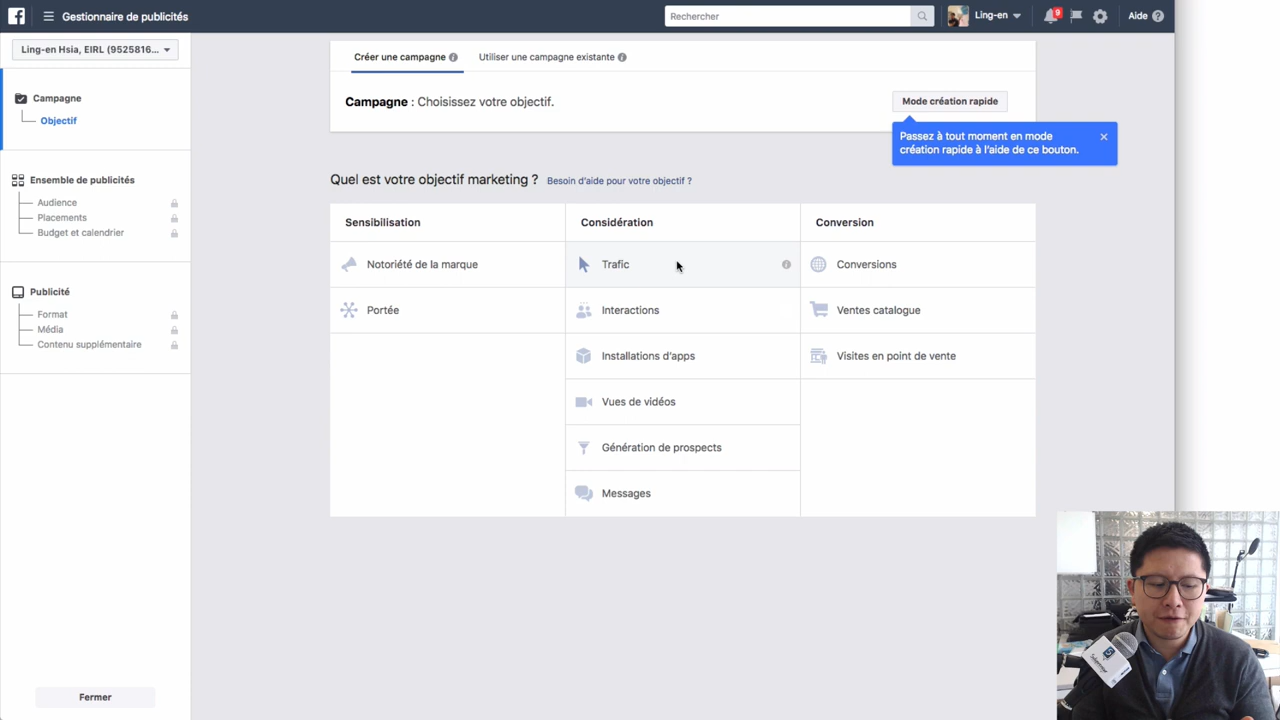 Gestionnaire de publicités
Rechercher
Ling-en
9
Aide
Ling-en Hsia, EIRL (9525816...
Campagne
Objectif
Ensemble de publicités
Audience
Placements
Budget et calendrier
Publicité
Format
Média
Contenu supplémentaire
Fermer
Créer une campagne
Utiliser une campagne existante
Campagne : Choisissez votre objectif.
Mode création rapide
Passez à tout moment en mode
création rapide à l'aide de ce bouton.
Quel est votre objectif marketing ?
Besoin d'aide pour votre objectif ?
Sensibilisation
Notoriété de la marque
Portée
Considération
Trafic
Interactions
Installations d'apps
Vues de vidéos
Génération de prospects
Messages
Conversion
Conversions
Ventes catalogue
Visites en point de vente